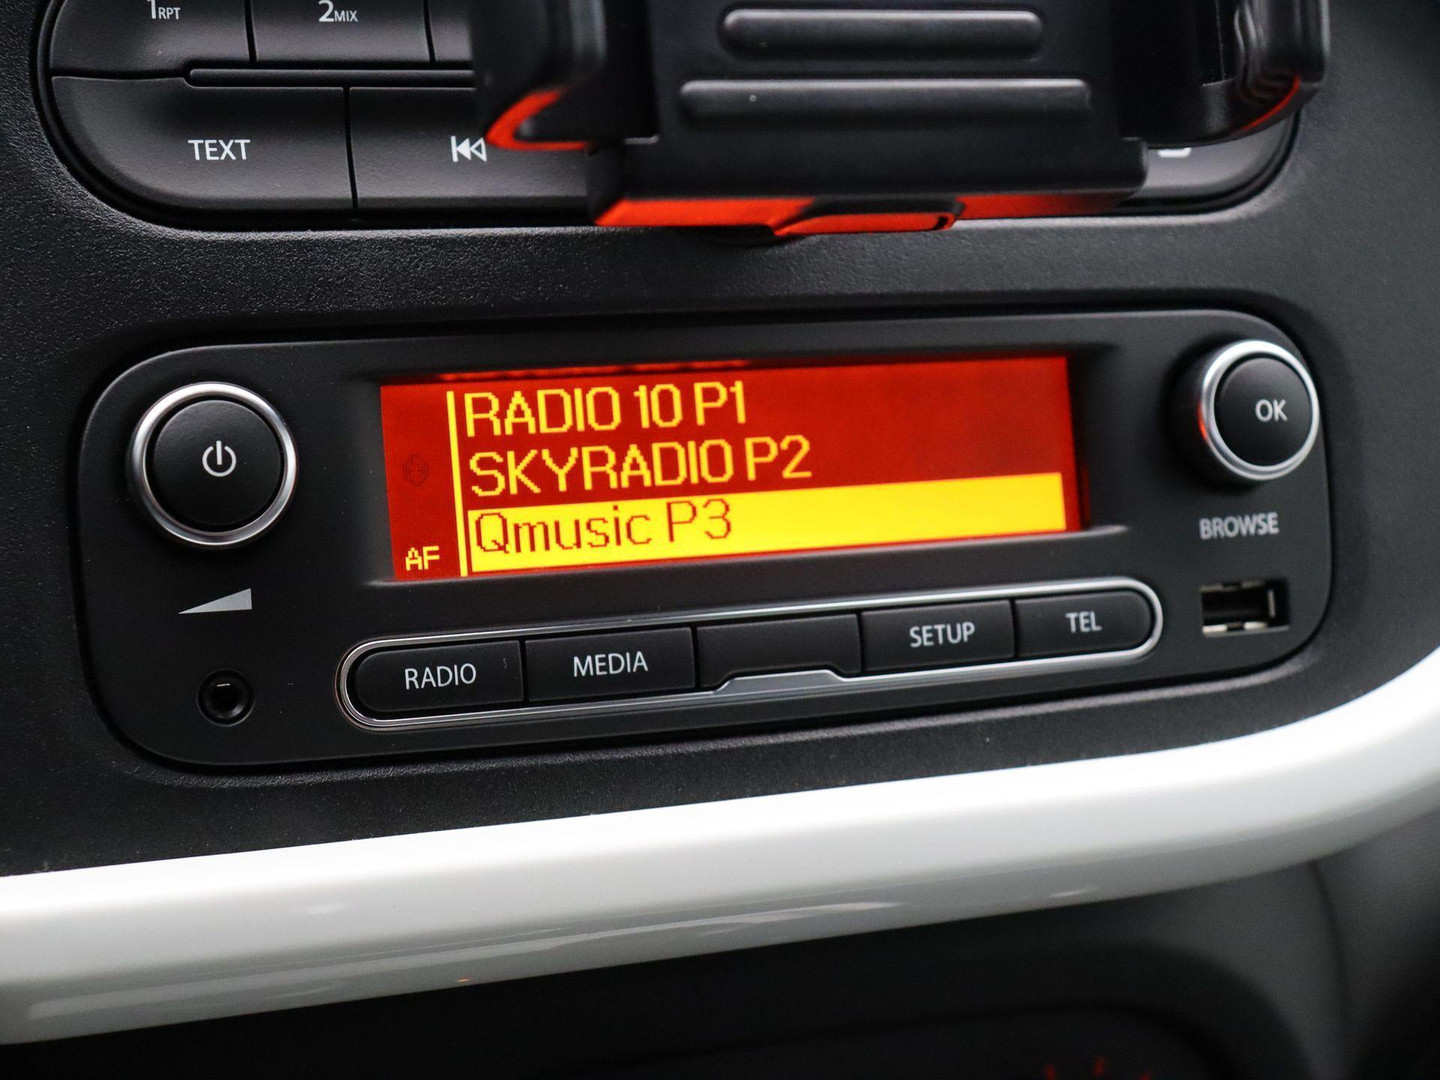 1RPT
2MIX
TEXT
RADIO 10 P1
SKYRADIO P2
Qmusic P3
AF
OK
BROWSE
RADIO
MEDIA
SETUP
TEL